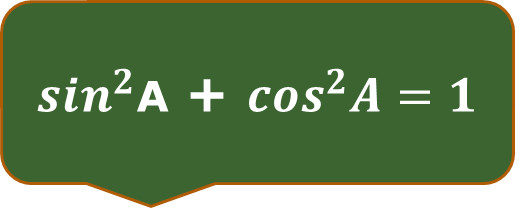 sin²A + cos²A = 1